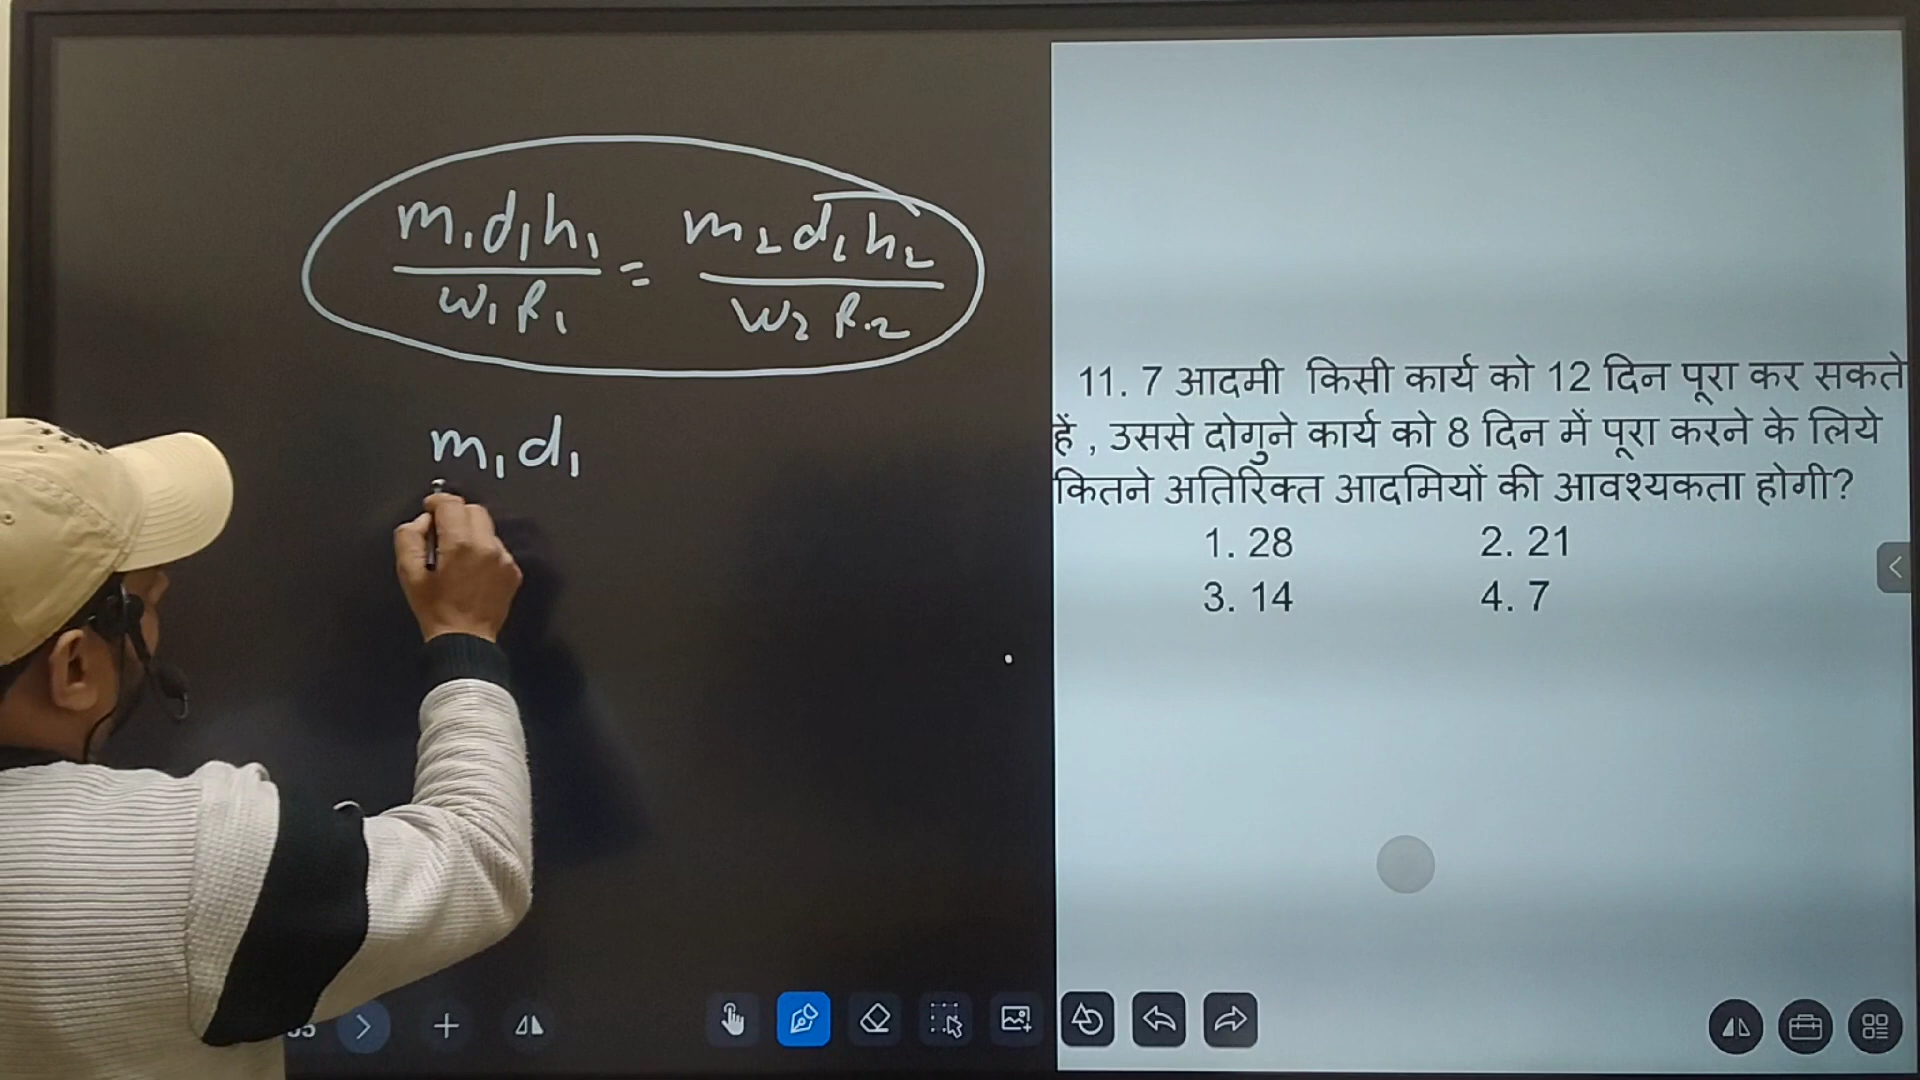 m₁d₁h₁ / w₁R₁ = m₂d₂h₂ / w₂R₂
m₁d₁
11. 7 आदमी किसी कार्य को 12 दिन पूरा कर सकते
हें , उससे दोगुने कार्य को 8 दिन में पूरा करने के लिये
कितने अतिरिक्त आदमियों की आवश्यकता होगी?
1. 28 2. 21
3. 14 4. 7